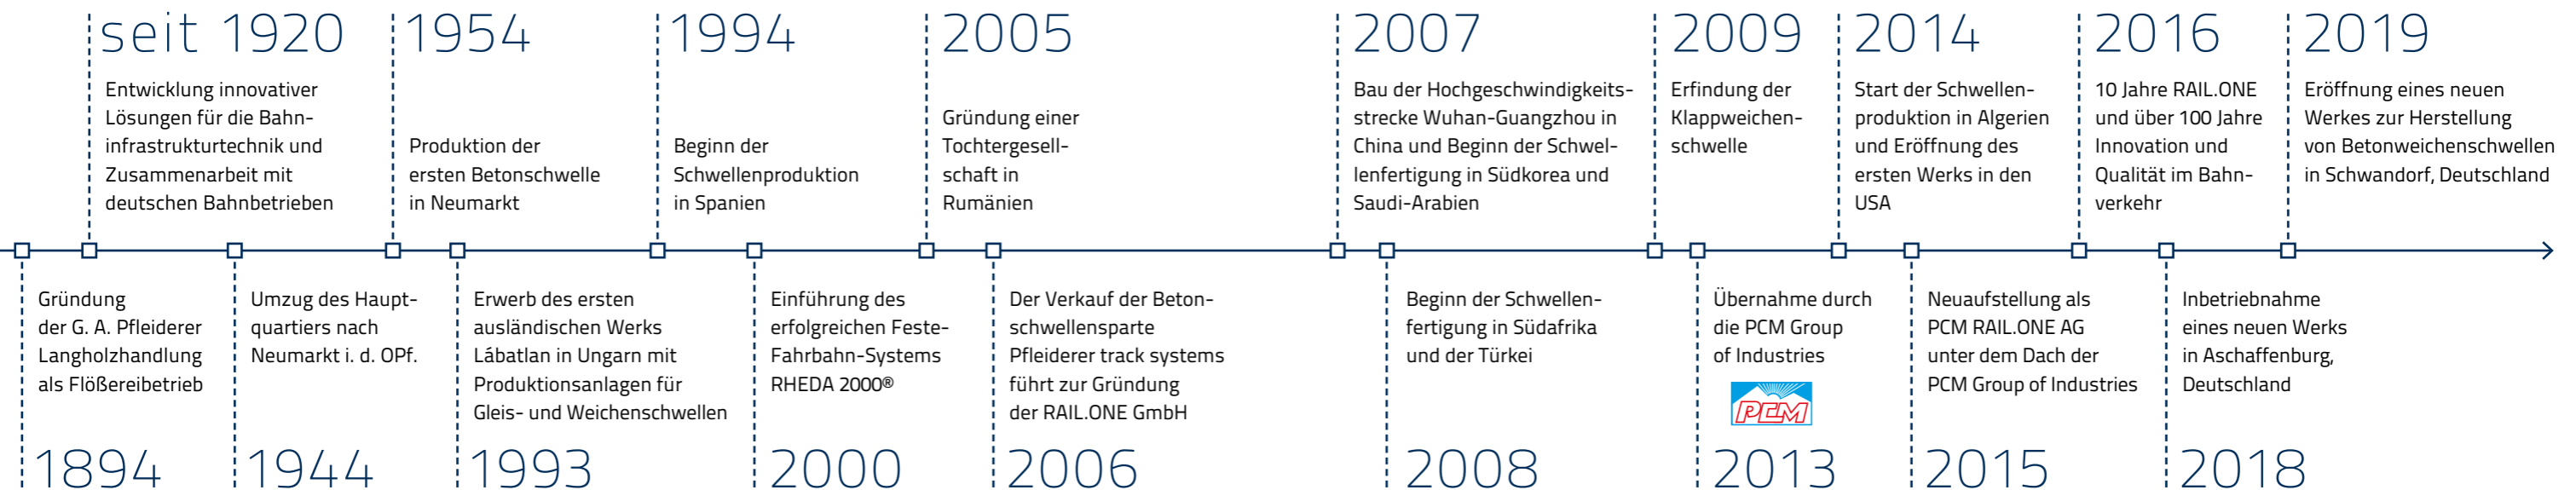 seit 1920
Entwicklung innovativer
Lösungen für die Bahn-
infrastrukturtechnik und
Zusammenarbeit mit
deutschen Bahnbetrieben
1954
Produktion der
ersten Betonschwelle
in Neumarkt
1994
Beginn der
Schwellenproduktion
in Spanien
2005
Gründung einer
Tochtergesell-
schaft in
Rumänien
2007
Bau der Hochgeschwindigkeits-
strecke Wuhan-Guangzhou in
China und Beginn der Schwel-
lenfertigung in Südkorea und
Saudi-Arabien
2009
Erfindung der
Klappweichen-
schwelle
2014
Start der Schwellen-
produktion in Algerien
und Eröffnung des
ersten Werks in den
USA
2016
10 Jahre RAIL.ONE
und über 100 Jahre
Innovation und
Qualität im Bahn-
verkehr
2019
Eröffnung eines neuen
Werkes zur Herstellung
von Betonweichenschwellen
in Schwandorf, Deutschland
Gründung
der G. A. Pfleiderer
Langholzhandlung
als Flößereibetrieb
1894
Umzug des Haupt-
quartiers nach
Neumarkt i. d. OPf.
1944
Erwerb des ersten
ausländischen Werks
Lábatlan in Ungarn mit
Produktionsanlagen für
Gleis- und Weichenschwellen
1993
Einführung des
erfolgreichen Feste-
Fahrbahn-Systems
RHEDA 2000®
2000
Der Verkauf der Beton-
schwellensparte
Pfleiderer track systems
führt zur Gründung
der RAIL.ONE GmbH
2006
Beginn der Schwellen-
fertigung in Südafrika
und der Türkei
2008
Übernahme durch
die PCM Group
of Industries
PCM
2013
Neuaufstellung als
PCM RAIL.ONE AG
unter dem Dach der
PCM Group of Industries
2015
Inbetriebnahme
eines neuen Werks
in Aschaffenburg,
Deutschland
2018